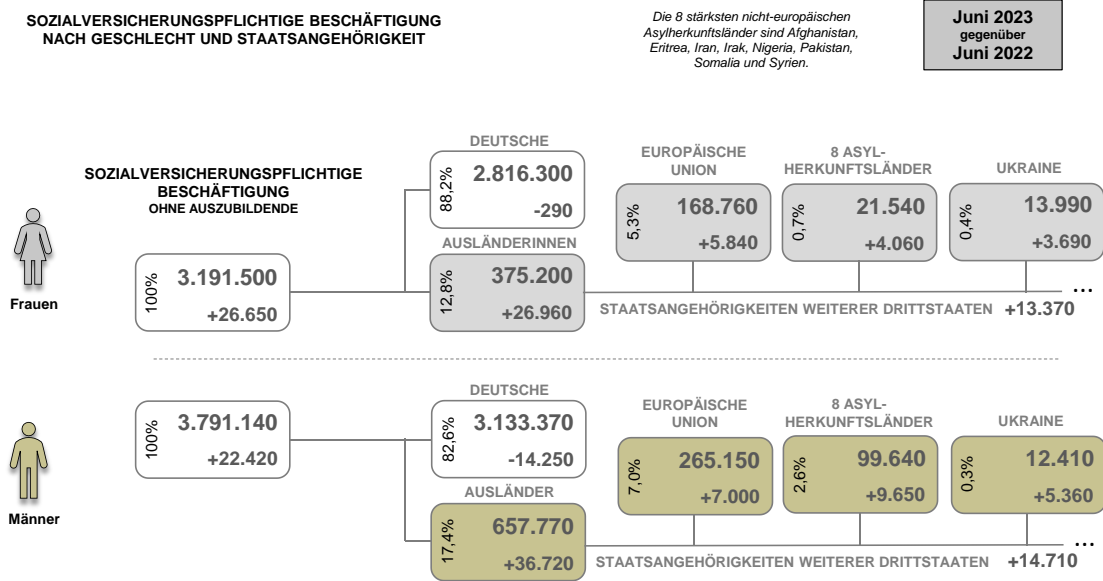 SOZIALVERSICHERUNGSPFLICHTIGE BESCHÄFTIGUNG
NACH GESCHLECHT UND STAATSANGEHÖRIGKEIT
Die 8 stärksten nicht-europäischen
Asylherkunftsländer sind Afghanistan,
Eritrea, Iran, Irak, Nigeria, Pakistan,
Somalia und Syrien.
Juni 2023
gegenüber
Juni 2022
SOZIALVERSICHERUNGSPFLICHTIGE
BESCHÄFTIGUNG
OHNE AUSZUBILDENDE
Frauen
100%
3.191.500
+26.650
DEUTSCHE
88,2%
2.816.300
-290
AUSLÄNDERINNEN
12,8%
375.200
+26.960
EUROPÄISCHE
UNION
5,3%
168.760
+5.840
8 ASYL-
HERKUNFTSLÄNDER
0,7%
21.540
+4.060
UKRAINE
0,4%
13.990
+3.690
...
STAATSANGEHÖRIGKEITEN WEITERER DRITTSTAATEN +13.370
Männer
100%
3.791.140
+22.420
DEUTSCHE
82,6%
3.133.370
-14.250
AUSLÄNDER
17,4%
657.770
+36.720
EUROPÄISCHE
UNION
7,0%
265.150
+7.000
8 ASYL-
HERKUNFTSLÄNDER
2,6%
99.640
+9.650
UKRAINE
0,3%
12.410
+5.360
...
STAATSANGEHÖRIGKEITEN WEITERER DRITTSTAATEN +14.710